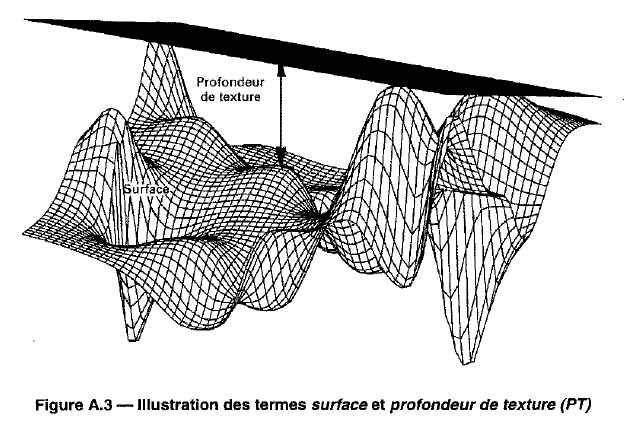 Profondeur
de texture
Surface
Figure A.3 — Illustration des termes surface et profondeur de texture (PT)